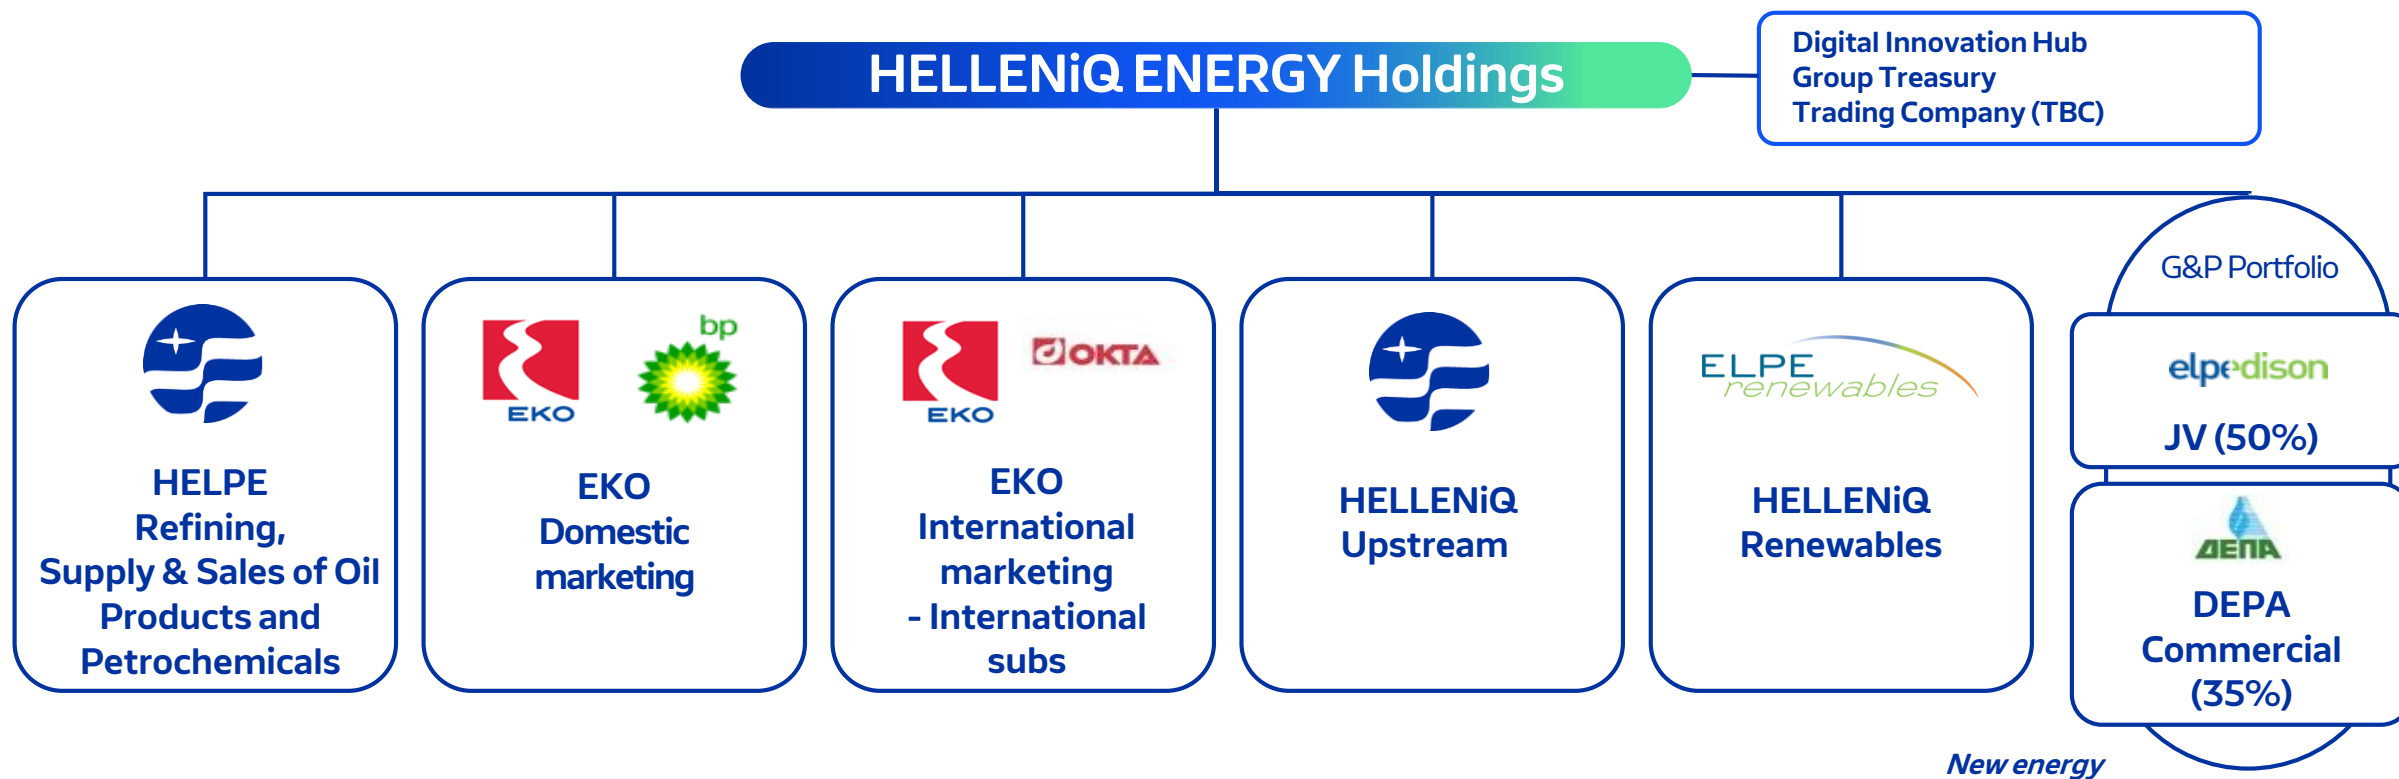 HELLENiQ ENERGY Holdings
Digital Innovation Hub
Group Treasury
Trading Company (TBC)
EKO
bp
HELPE
Refining,
Supply & Sales of Oil
Products and
Petrochemicals
EKO
Domestic
marketing
EKO
OKTA
EKO
International
marketing
- International
subs
HELLENiQ
Upstream
ELPE
renewables
HELLENiQ
Renewables
G&P Portfolio
elpedison
JV (50%)
ΔΕΠΑ
DEPA
Commercial
(35%)
New energy